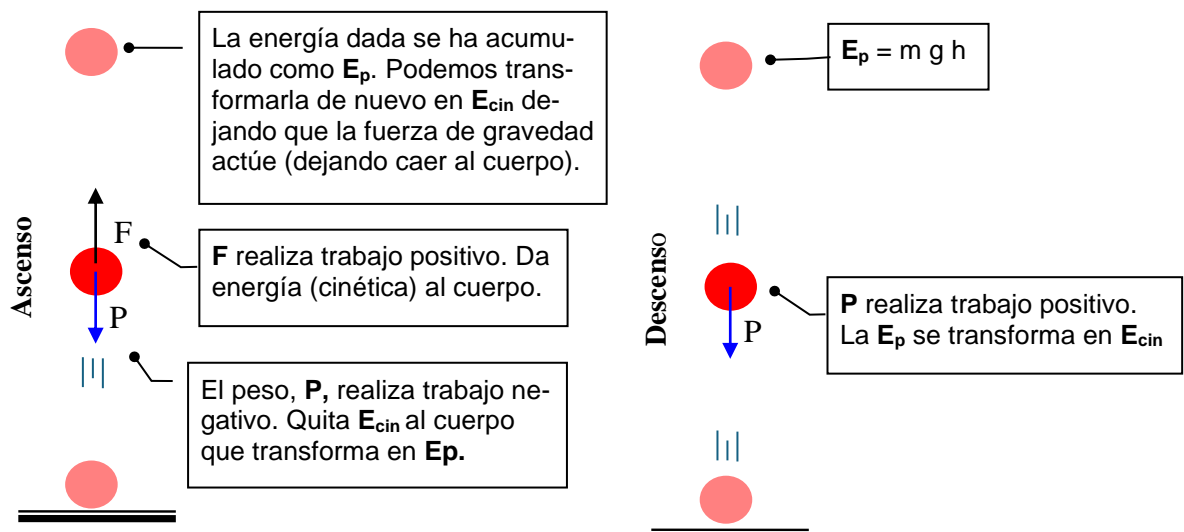 La energía dada se ha acumu-
lado como Ep. Podemos trans-
formarla de nuevo en Ecin de-
jando que la fuerza de gravedad
actúe (dejando caer al cuerpo).
Ascenso
F
P
F realiza trabajo positivo. Da
energía (cinética) al cuerpo.
El peso, P, realiza trabajo ne-
gativo. Quita Ecin al cuerpo
que transforma en Ep.
Ep = m g h
Descenso
P
P realiza trabajo positivo.
La Ep se transforma en Ecin